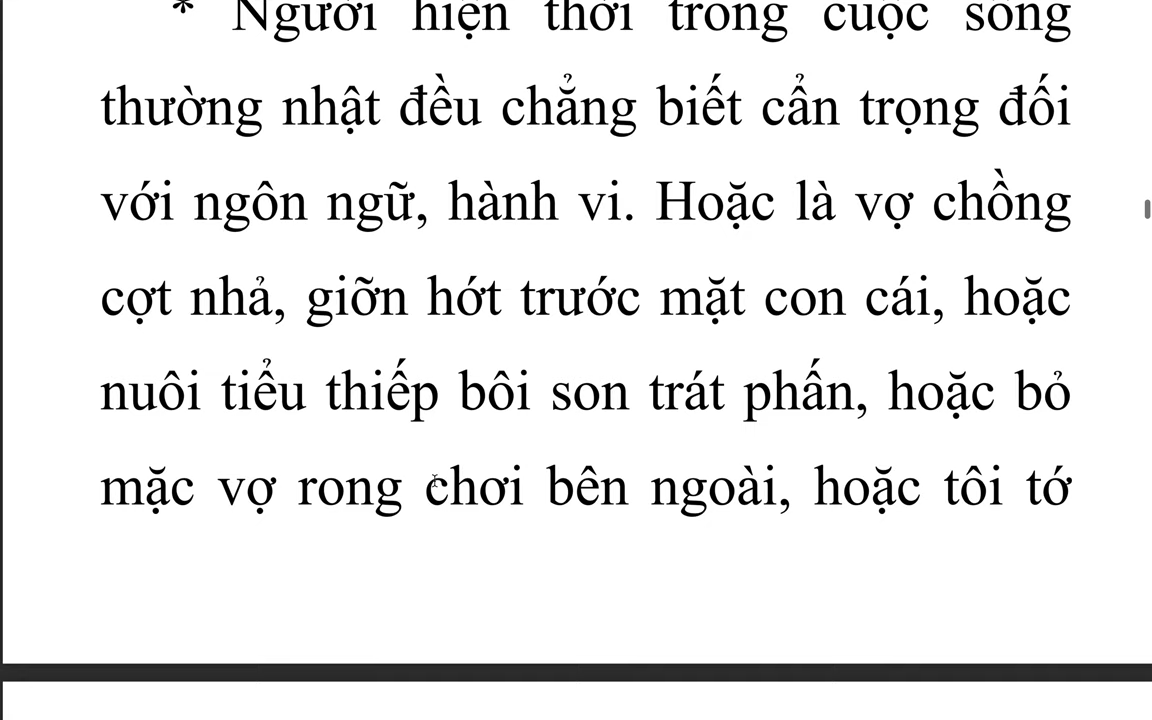 * Người hiện thời trong cuộc sống
thường nhật đều chẳng biết cẩn trọng đối
với ngôn ngữ, hành vi. Hoặc là vợ chồng
cợt nhả, giỡn hớt trước mặt con cái, hoặc
nuôi tiểu thiếp bôi son trát phấn, hoặc bỏ
mặc vợ rong chơi bên ngoài, hoặc tôi tớ